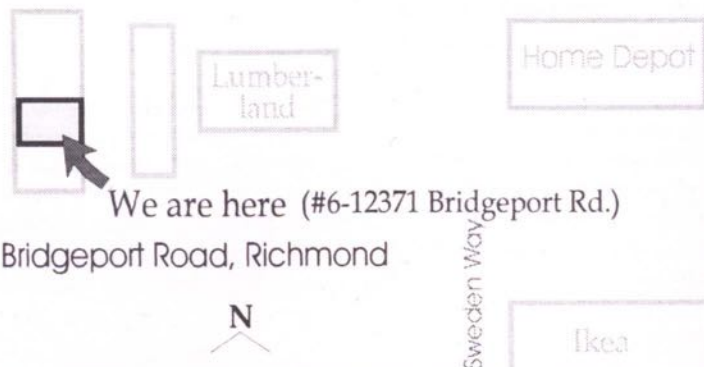 Home Depot
Lumber-
land
We are here (#6-12371 Bridgeport Rd.)
Bridgeport Road, Richmond
Sweden Way
N
Ikea